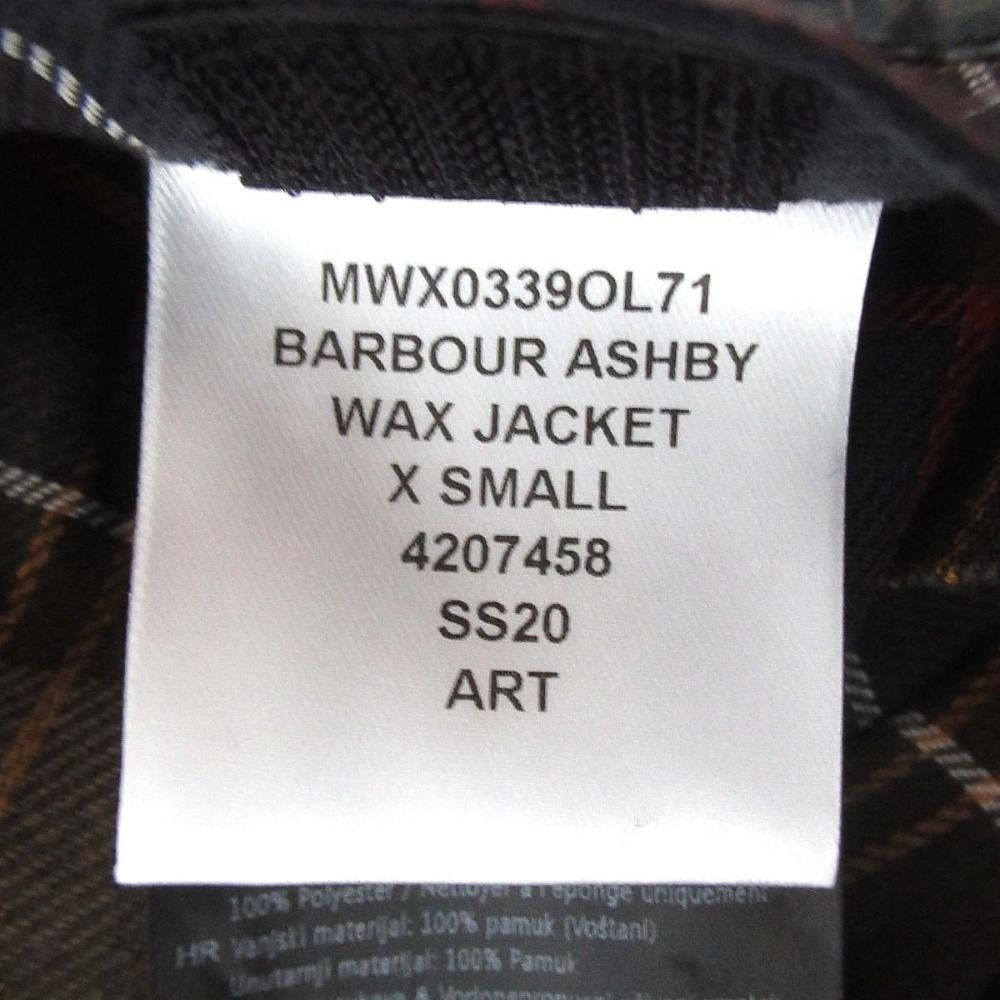 MWX0339OL71
BARBOUR ASHBY
WAX JACKET
X SMALL
4207458
SS20
ART
100% Polyester / Nettoyer à l'éponge uniquement
HR Vanjski materijal: 100% pamuk (Voštani)
Unutarnji materijal: 100% Pamuk